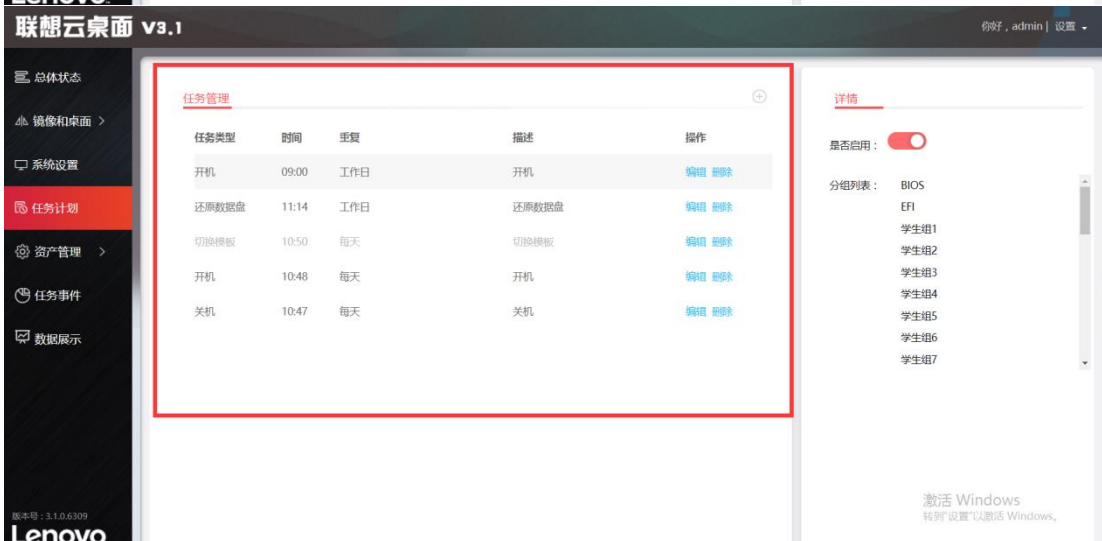 Lenovo.
联想云桌面 V3.1
你好，admin | 设置
总体状态
镜像和桌面
系统设置
任务计划
资产管理
任务事件
数据展示
版本号：3.1.0.6309
Lenovo
任务管理
任务类型 时间 重复 描述 操作
开机 09:00 工作日 开机 编辑 删除
还原数据盘 11:14 工作日 还原数据盘 编辑 删除
切换模板 10:50 每天 切换模板 编辑 删除
开机 10:48 每天 开机 编辑 删除
关机 10:47 每天 关机 编辑 删除
详情
是否启用：
分组列表： BIOS
EFI
学生组1
学生组2
学生组3
学生组4
学生组5
学生组6
学生组7
激活 Windows
转到"设置"以激活 Windows。